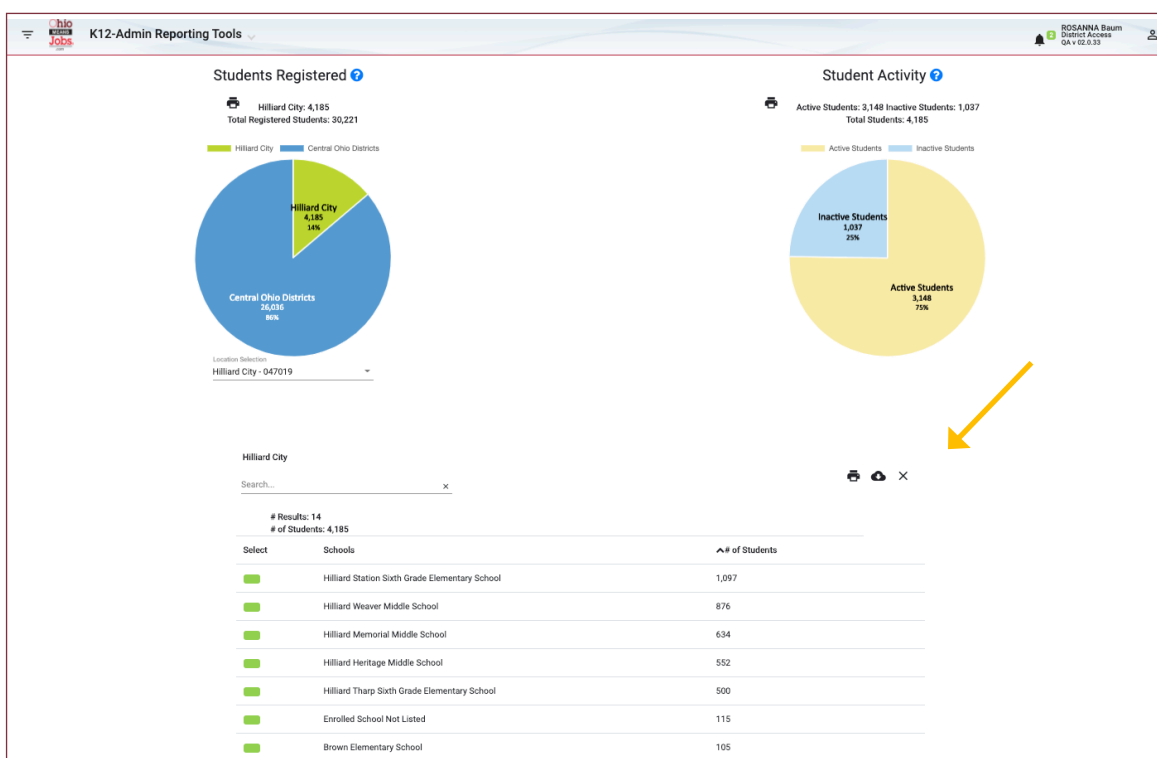 Ohio
MEANS
Jobs
.com
K12-Admin Reporting Tools
2
ROSANNA Baum
District Access
QA v 02.0.33
Students Registered ?
Hilliard City: 4,185
Total Registered Students: 30,221
Hilliard City Central Ohio Districts
Hilliard City
4,185
14%
Central Ohio Districts
26,036
86%
Location Selection
Hilliard City - 047019
Student Activity ?
Active Students: 3,148 Inactive Students: 1,037
Total Students: 4,185
Active Students Inactive Students
Inactive Students
1,037
25%
Active Students
3,148
75%
Hilliard City
Search... ×
# Results: 14
# of Students: 4,185
Select Schools # of Students
Hilliard Station Sixth Grade Elementary School 1,097
Hilliard Weaver Middle School 876
Hilliard Memorial Middle School 634
Hilliard Heritage Middle School 552
Hilliard Tharp Sixth Grade Elementary School 500
Enrolled School Not Listed 115
Brown Elementary School 105